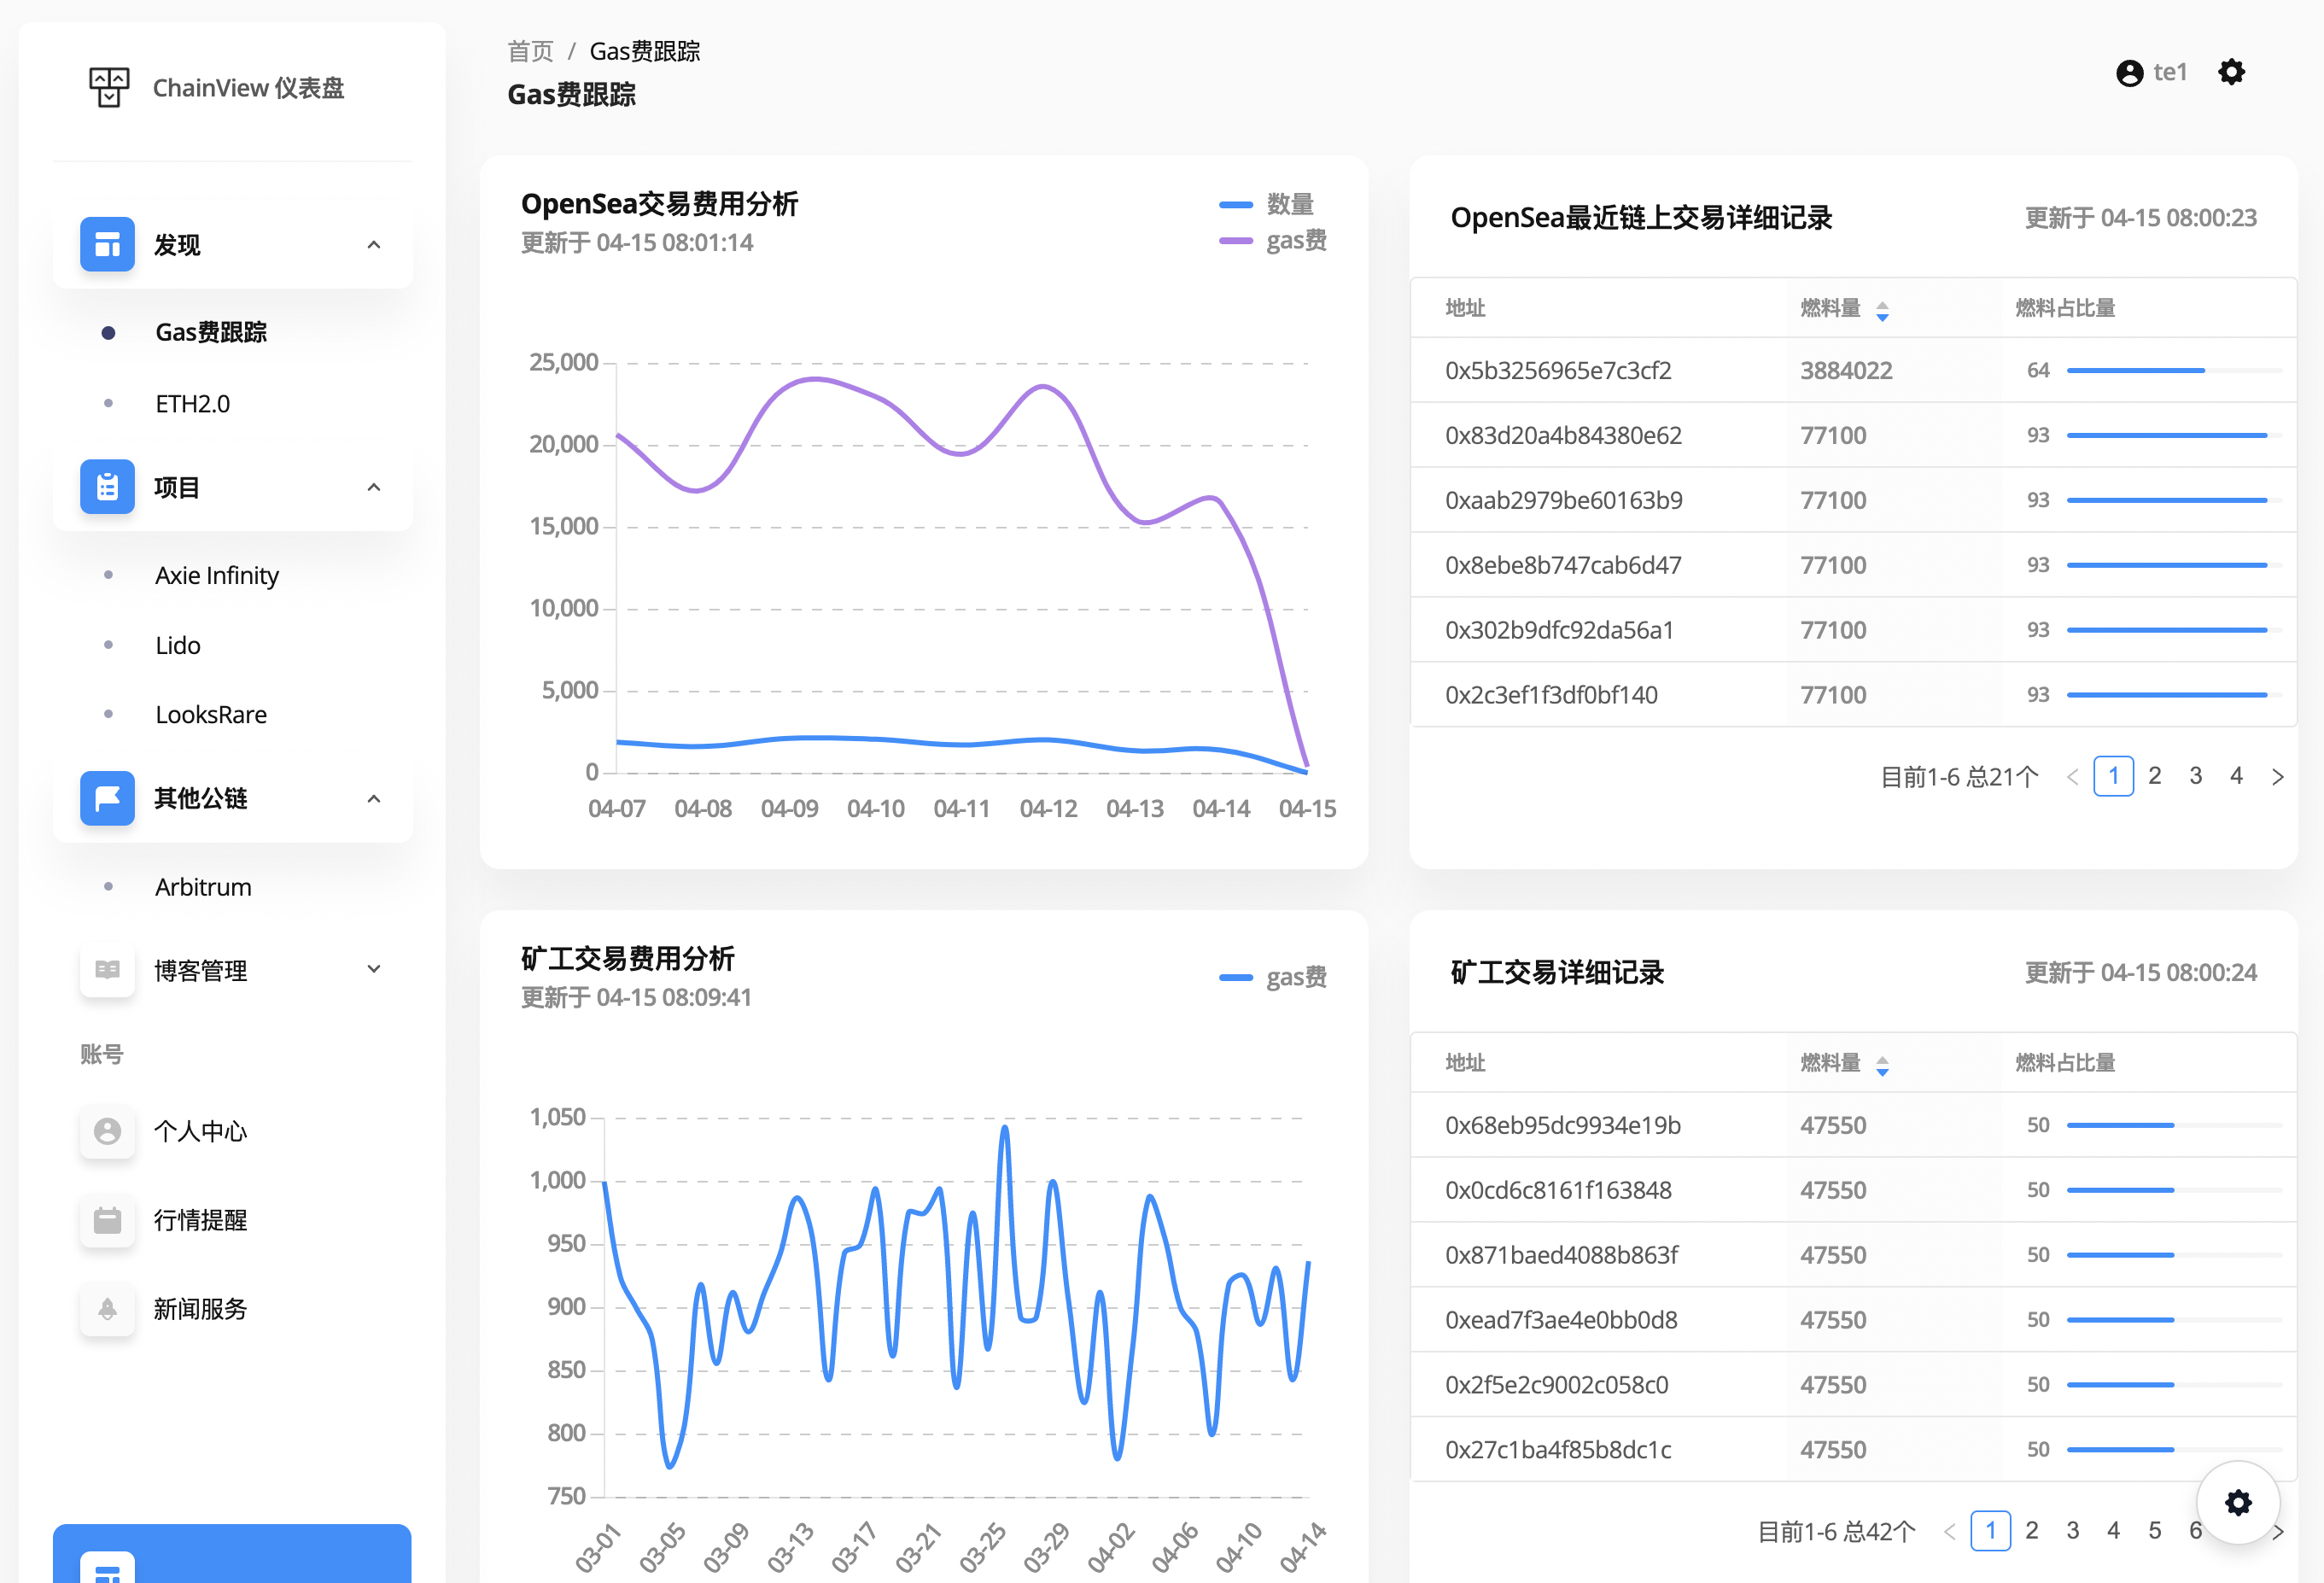 ChainView 仪表盘
发现
Gas费跟踪
ETH2.0
项目
Axie Infinity
Lido
LooksRare
其他公链
Arbitrum
博客管理
账号
个人中心
行情提醒
新闻服务
首页 / Gas费跟踪
Gas费跟踪
te1
OpenSea交易费用分析
更新于 04-15 08:01:14
数量
gas费
25,000
20,000
15,000
10,000
5,000
0
04-07 04-08 04-09 04-10 04-11 04-12 04-13 04-14 04-15
OpenSea最近链上交易详细记录 更新于 04-15 08:00:23
地址 燃料量 燃料占比量
0x5b3256965e7c3cf2 3884022 64
0x83d20a4b84380e62 77100 93
0xaab2979be60163b9 77100 93
0x8ebe8b747cab6d47 77100 93
0x302b9dfc92da56a1 77100 93
0x2c3ef1f3df0bf140 77100 93
目前1-6 总21个 < 1 2 3 4 >
矿工交易费用分析
更新于 04-15 08:09:41
gas费
1,050
1,000
950
900
850
800
750
03-01 03-05 03-09 03-13 03-17 03-21 03-25 03-29 04-02 04-06 04-10 04-14
矿工交易详细记录 更新于 04-15 08:00:24
地址 燃料量 燃料占比量
0x68eb95dc9934e19b 47550 50
0x0cd6c8161f163848 47550 50
0x871baed4088b863f 47550 50
0xead7f3ae4e0bb0d8 47550 50
0x2f5e2c9002c058c0 47550 50
0x27c1ba4f85b8dc1c 47550 50
目前1-6 总42个 < 1 2 3 4 5 6 >